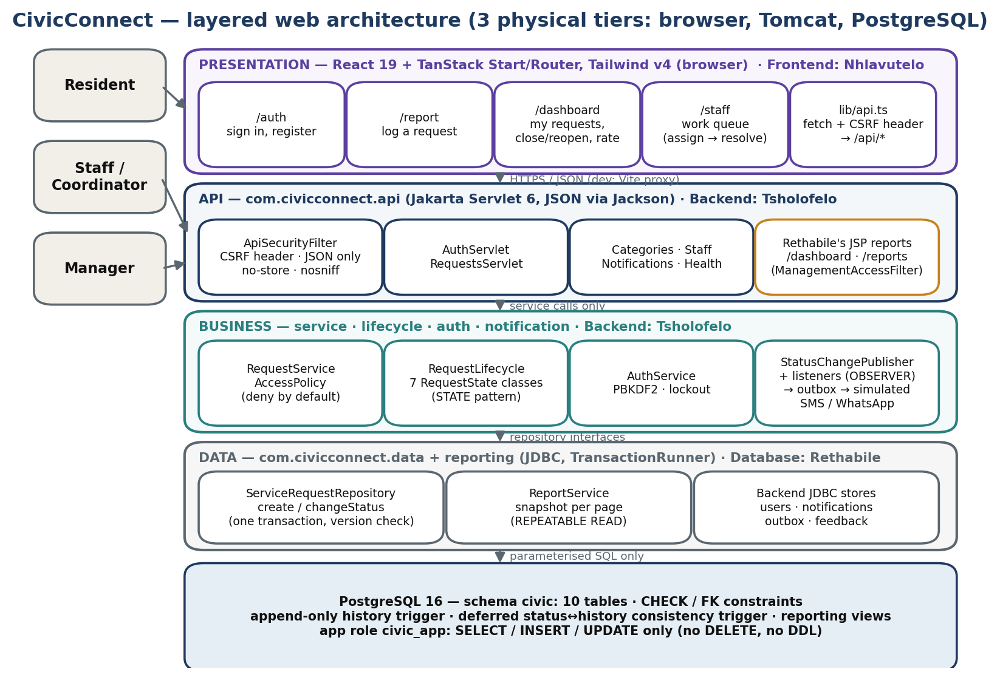 CivicConnect — layered web architecture (3 physical tiers: browser, Tomcat, PostgreSQL)
Resident
Staff /
Coordinator
Manager
PRESENTATION — React 19 + TanStack Start/Router, Tailwind v4 (browser)  · Frontend: Nhlavutelo
/auth
sign in, register
/report
log a request
/dashboard
my requests,
close/reopen, rate
/staff
work queue
(assign → resolve)
lib/api.ts
fetch + CSRF header
→ /api/*
HTTPS / JSON (dev: Vite proxy)
API — com.civicconnect.api (Jakarta Servlet 6, JSON via Jackson) · Backend: Tsholofelo
ApiSecurityFilter
CSRF header · JSON only
no-store · nosniff
AuthServlet
RequestsServlet
Categories · Staff
Notifications · Health
Rethabile's JSP reports
/dashboard · /reports
(ManagementAccessFilter)
service calls only
BUSINESS — service · lifecycle · auth · notification · Backend: Tsholofelo
RequestService
AccessPolicy
(deny by default)
RequestLifecycle
7 RequestState classes
(STATE pattern)
AuthService
PBKDF2 · lockout
StatusChangePublisher
+ listeners (OBSERVER)
→ outbox → simulated
SMS / WhatsApp
repository interfaces
DATA — com.civicconnect.data + reporting (JDBC, TransactionRunner) · Database: Rethabile
ServiceRequestRepository
create / changeStatus
(one transaction, version check)
ReportService
snapshot per page
(REPEATABLE READ)
Backend JDBC stores
users · notifications
outbox · feedback
parameterised SQL only
PostgreSQL 16 — schema civic: 10 tables · CHECK / FK constraints
append-only history trigger · deferred status↔history consistency trigger · reporting views
app role civic_app: SELECT / INSERT / UPDATE only (no DELETE, no DDL)